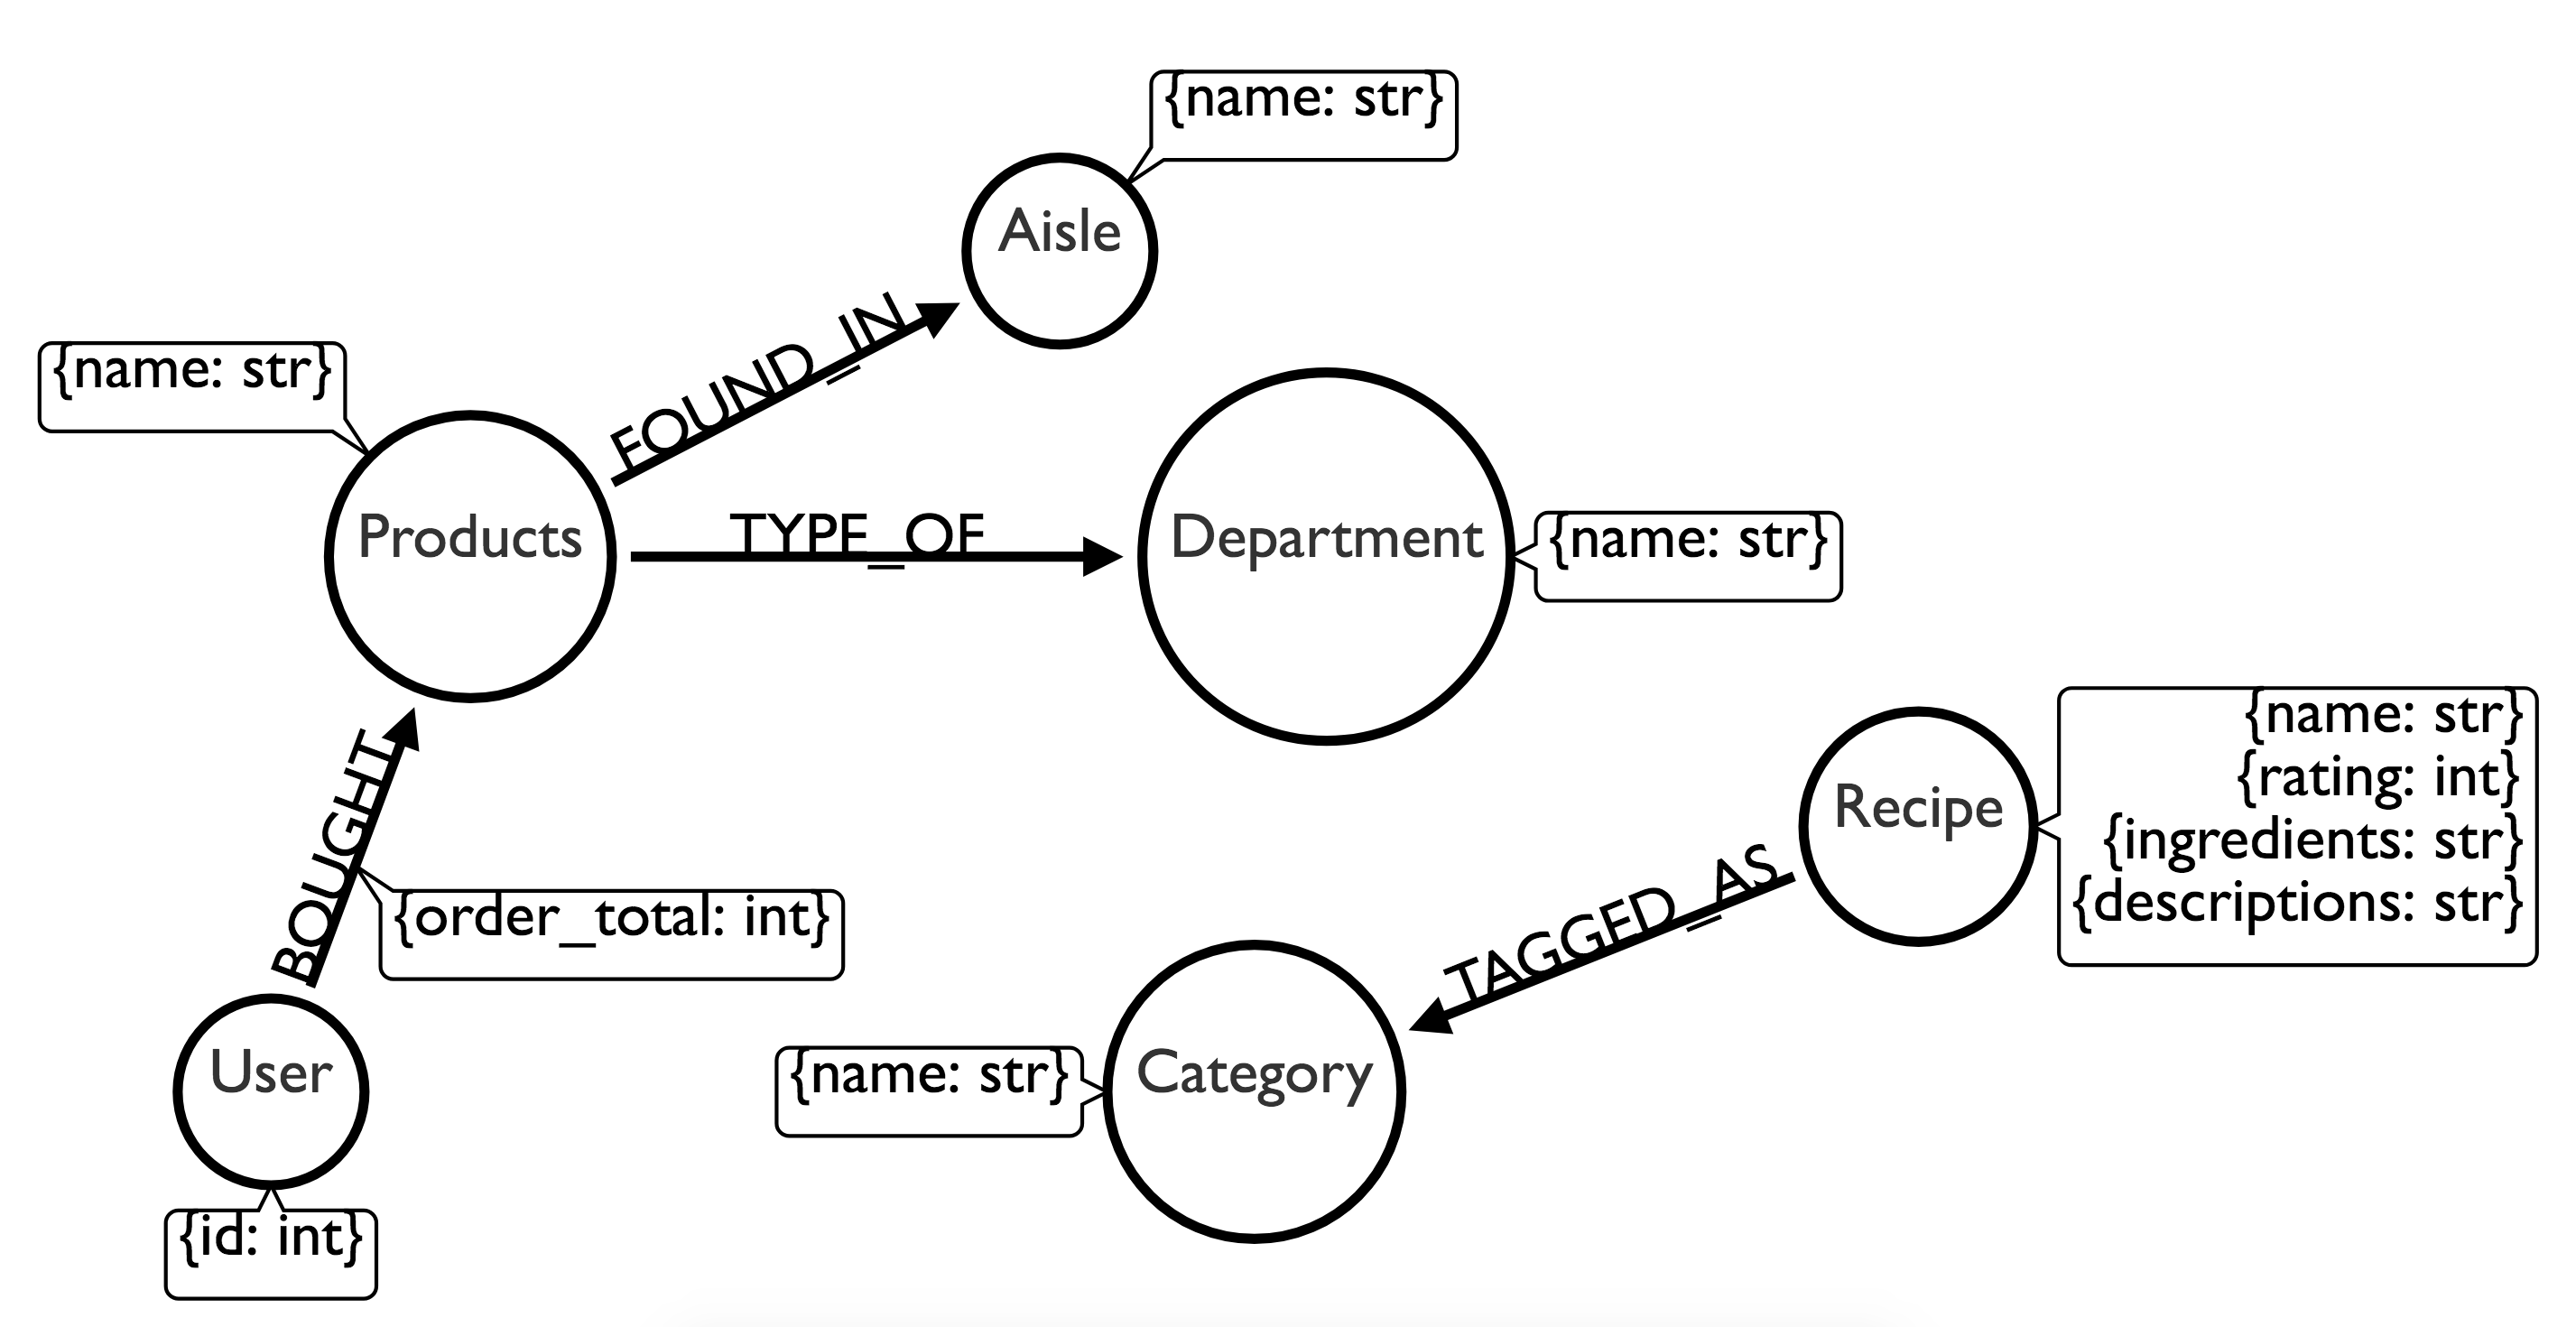 {name: str}
Aisle
FOUND_IN
{name: str}
Products
TYPE_OF
Department
{name: str}
BOUGHT
{order_total: int}
User
{id: int}
Recipe
{name: str}
{rating: int}
{ingredients: str}
{descriptions: str}
TAGGED_AS
{name: str}
Category